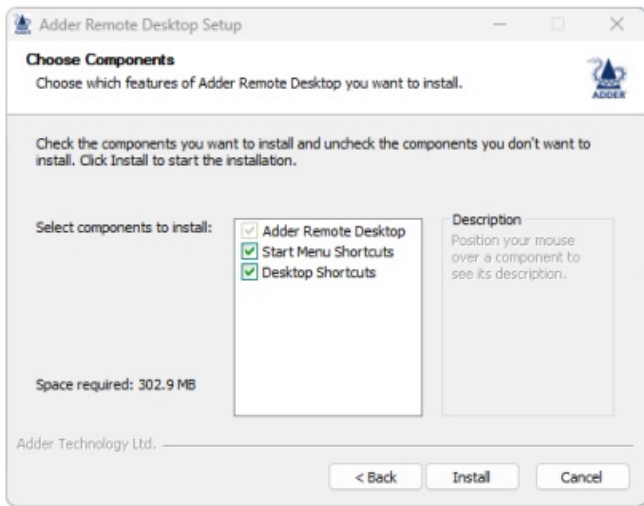 Adder Remote Desktop Setup
Choose Components
Choose which features of Adder Remote Desktop you want to install.
ADDER
Check the components you want to install and uncheck the components you don't want to
install. Click Install to start the installation.
Select components to install:
Adder Remote Desktop
Start Menu Shortcuts
Desktop Shortcuts
Description
Position your mouse
over a component to
see its description.
Space required: 302.9 MB
Adder Technology Ltd.
< Back
Install
Cancel